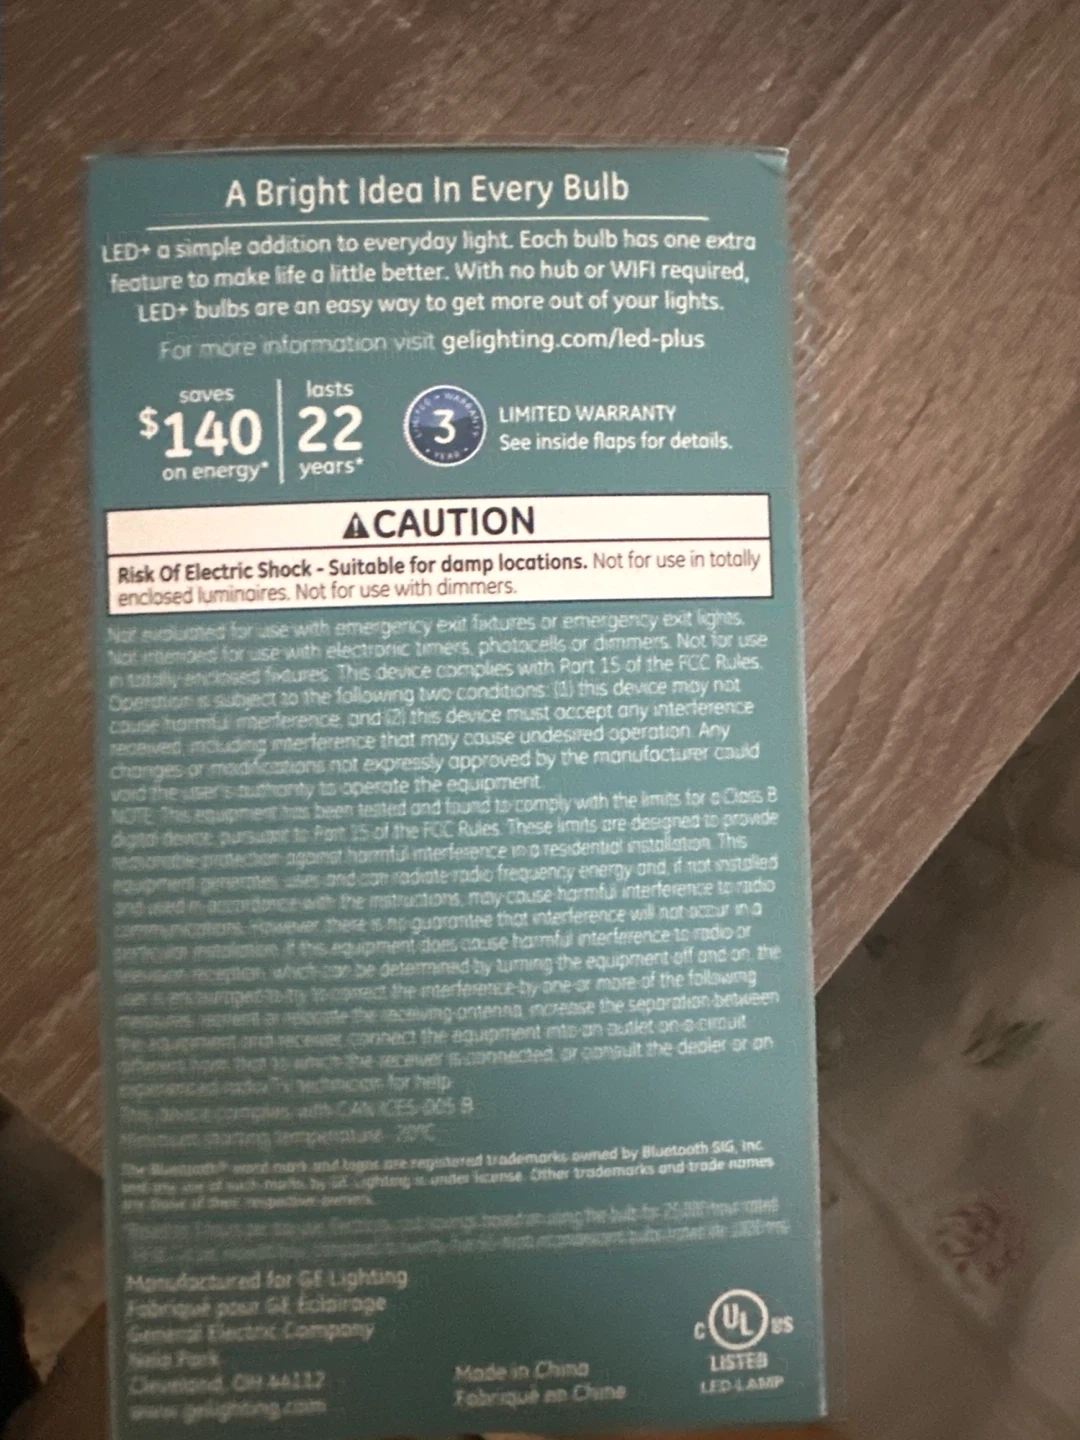 A Bright Idea In Every Bulb
LED+ a simple addition to everyday light. Each bulb has one extra
feature to make life a little better. With no hub or WIFI required,
LED+ bulbs are an easy way to get more out of your lights.
For more information visit gelighting.com/led-plus
saves
$140
on energy*
lasts
22
years*
LIMITED WARRANTY
3
YEAR
LIMITED WARRANTY
See inside flaps for details.
⚠CAUTION
Risk Of Electric Shock - Suitable for damp locations. Not for use in totally
enclosed luminaires. Not for use with dimmers.
Not evaluated for use with emergency exit fixtures or emergency exit lights.
Not intended for use with electronic timers, photocells or dimmers. Not for use
in totally enclosed fixtures. This device complies with Part 15 of the FCC Rules.
Operation is subject to the following two conditions: (1) this device may not
cause harmful interference, and (2) this device must accept any interference
received, including interference that may cause undesired operation. Any
changes or modifications not expressly approved by the manufacturer could
void the user's authority to operate the equipment.
NOTE: This equipment has been tested and found to comply with the limits for a Class B
digital device, pursuant to Part 15 of the FCC Rules. These limits are designed to provide
reasonable protection against harmful interference in a residential installation. This
equipment generates, uses and can radiate radio frequency energy and, if not installed
and used in accordance with the instructions, may cause harmful interference to radio
communications. However, there is no guarantee that interference will not occur in a
particular installation. If this equipment does cause harmful interference to radio or
television reception, which can be determined by turning the equipment off and on, the
user is encouraged to try to correct the interference by one or more of the following
measures: reorient or relocate the receiving antenna, increase the separation between
the equipment and receiver, connect the equipment into an outlet on a circuit
different from that to which the receiver is connected, or consult the dealer or an
experienced radio/TV technician for help.
This device complies with CAN ICES-005 B
Minimum starting temperature -20°C
The Bluetooth® word mark and logos are registered trademarks owned by Bluetooth SIG, Inc.
and the use of such marks by GE Lighting is under license. Other trademarks and trade names
are those of their respective owners.
Manufactured for GE Lighting
Fabriqué pour GE Éclairage
General Electric Company
Nela Park
Cleveland, OH 44112
www.gelighting.com
Made in China
Fabriqué en Chine
C UL US
LISTED
LED LAMP